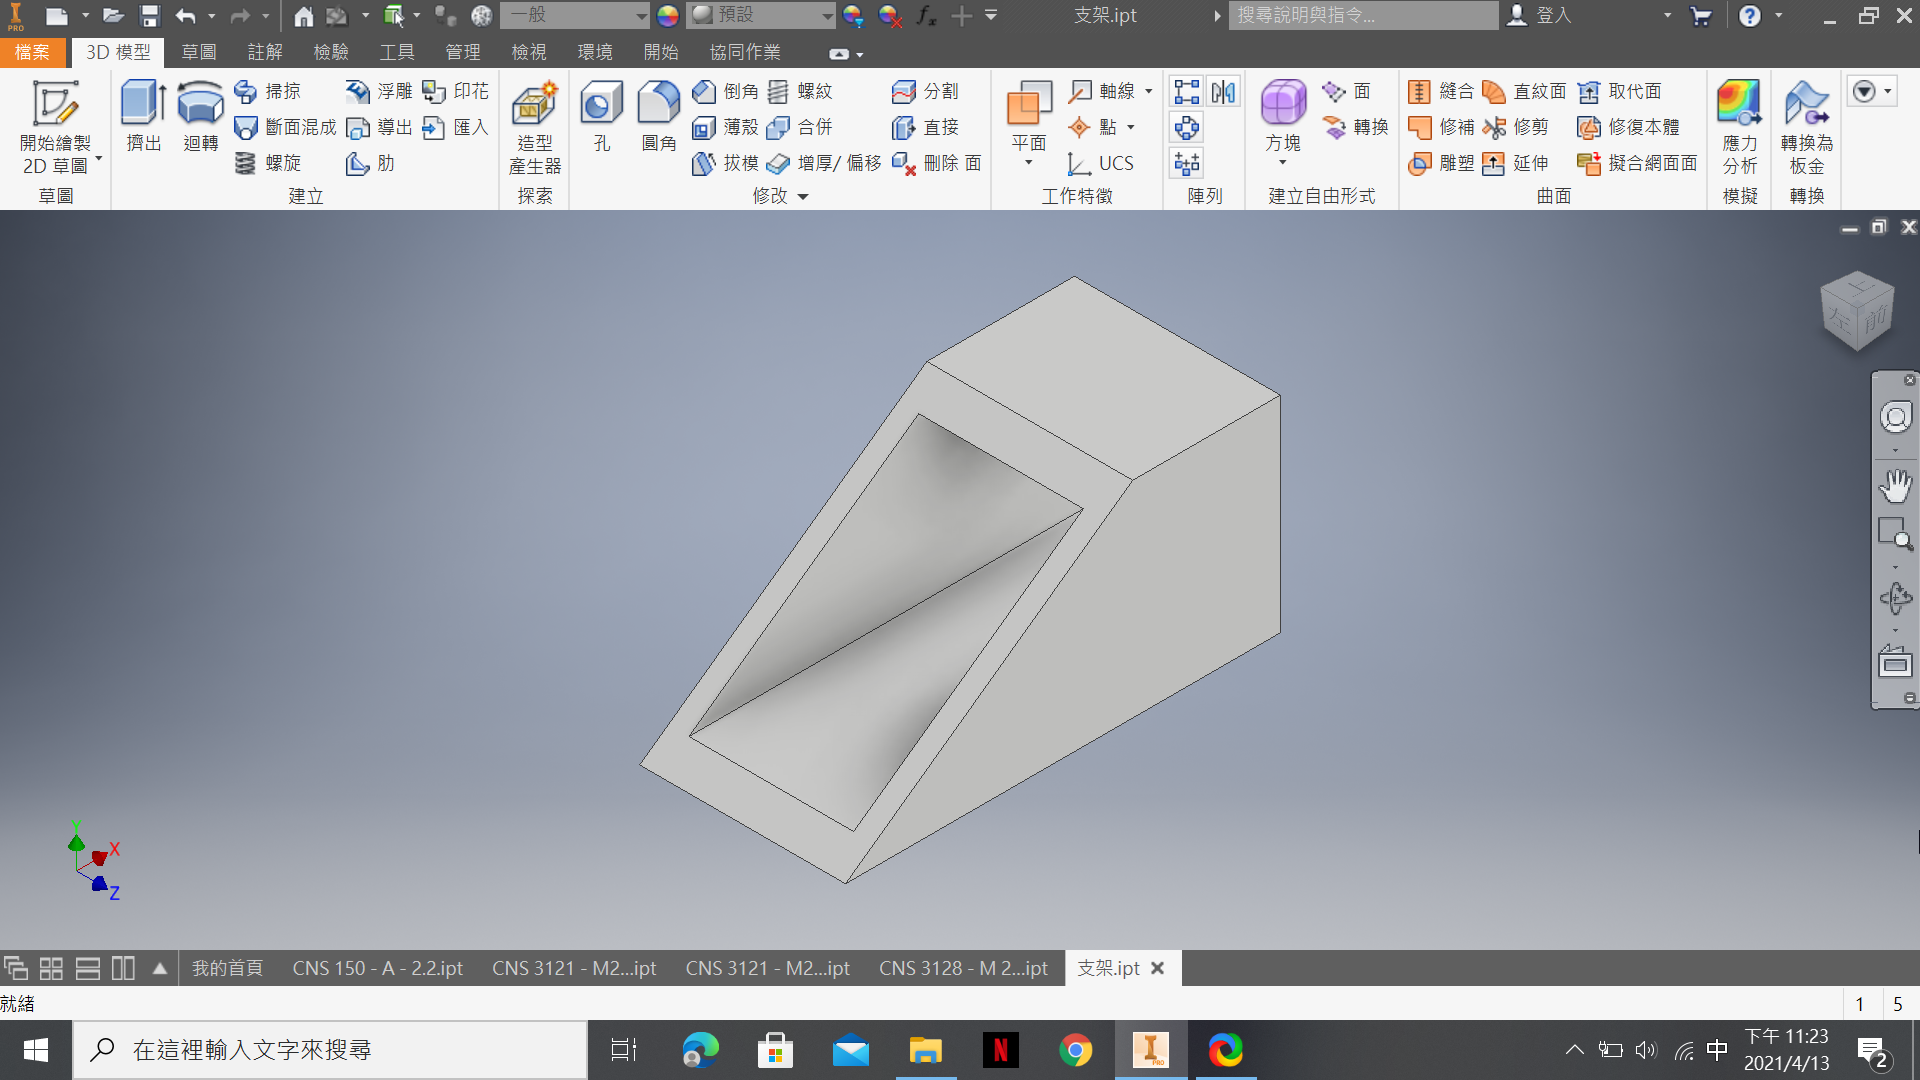 PRO
一般
預設
fx
支架.ipt
搜尋說明與指令...
登入
檔案
3D 模型
草圖
註解
檢驗
工具
管理
檢視
環境
開始
協同作業
開始繪製
2D 草圖
草圖
擠出
迴轉
掃掠
斷面混成
螺旋
浮雕
導出
肋
印花
匯入
建立
造型
產生器
探索
孔
圓角
倒角
薄殼
拔模
螺紋
合併
增厚/ 偏移
分割
直接
刪除 面
修改
平面
軸線
點
UCS
工作特徵
陣列
方塊
面
轉換
建立自由形式
縫合
修補
雕塑
直紋面
修剪
延伸
取代面
修復本體
擬合網面面
曲面
應力
分析
模擬
轉換為
板金
轉換
上
左
前
Y
X
Z
我的首頁
CNS 150 - A - 2.2.ipt
CNS 3121 - M2...ipt
CNS 3121 - M2...ipt
CNS 3128 - M 2...ipt
支架.ipt
就緒
1
5
在這裡輸入文字來搜尋
N
I
PRO
中
下午 11:23
2021/4/13
2